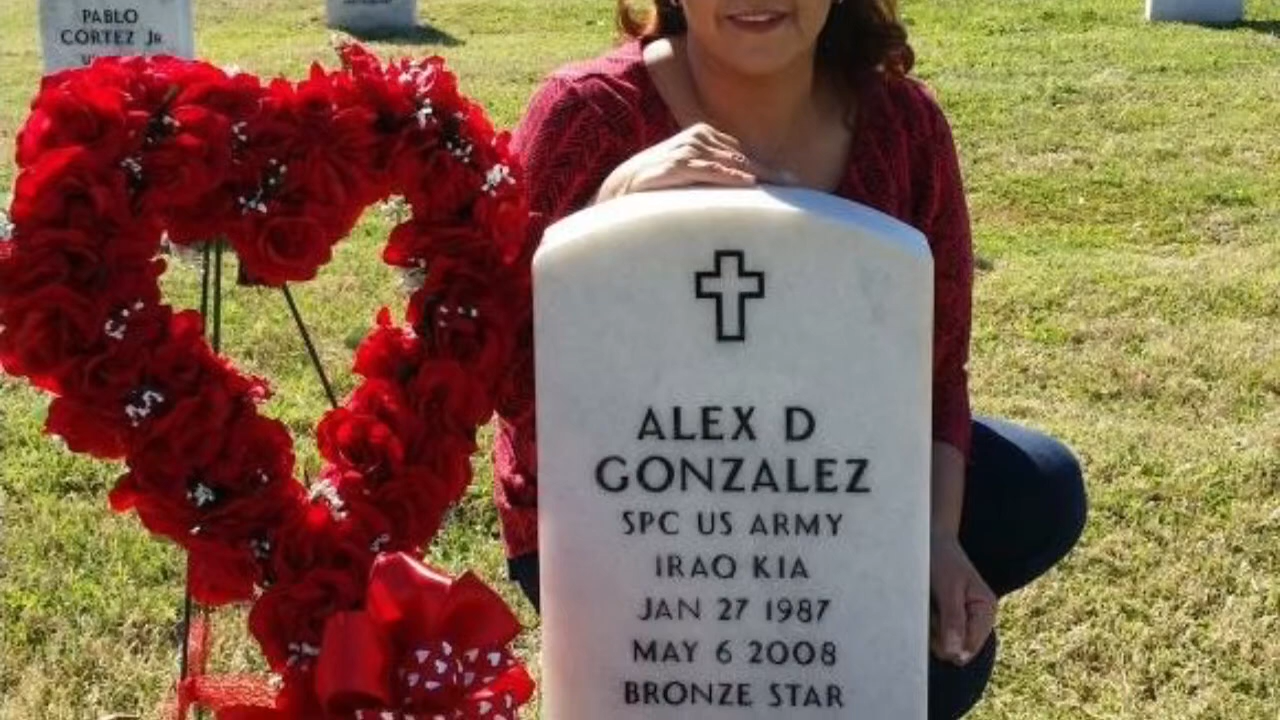 PABLO
CORTEZ JR
ALEX D
GONZALEZ
SPC US ARMY
IRAQ KIA
JAN 27 1987
MAY 6 2008
BRONZE STAR